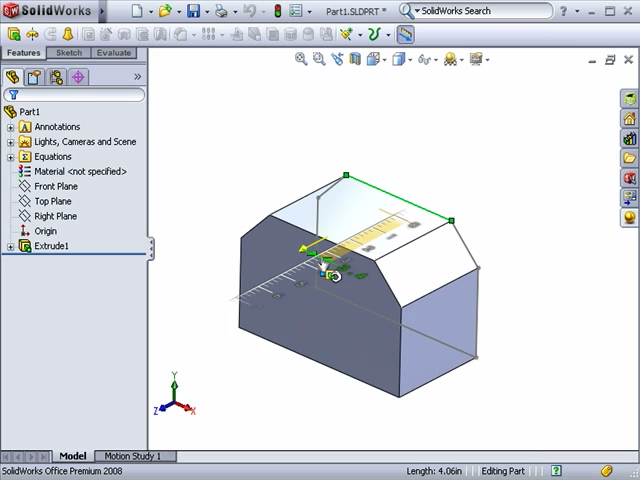 SolidWorks
Part1.SLDPRT *
SolidWorks Search
Features
Sketch
Evaluate
Part1
Annotations
Lights, Cameras and Scene
Equations
Material <not specified>
Front Plane
Top Plane
Right Plane
Origin
Extrude1
Y
Z
X
Model
Motion Study 1
SolidWorks Office Premium 2008
Length: 4.06in
Editing Part